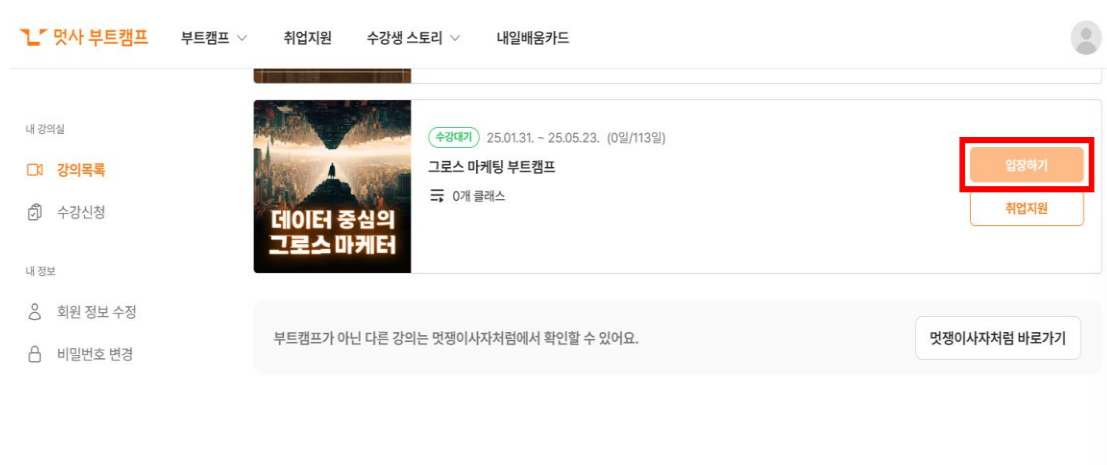 멋사 부트캠프 부트캠프 취업지원 수강생 스토리 내일배움카드
내 강의실
강의목록
수강신청
내 정보
회원 정보 수정
비밀번호 변경
데이터 중심의
그로스 마케터
수강대기 25.01.31. ~ 25.05.23. (0일/113일)
그로스 마케팅 부트캠프
0개 클래스
입장하기
취업지원
부트캠프가 아닌 다른 강의는 멋쟁이사자처럼에서 확인할 수 있어요.
멋쟁이사자처럼 바로가기